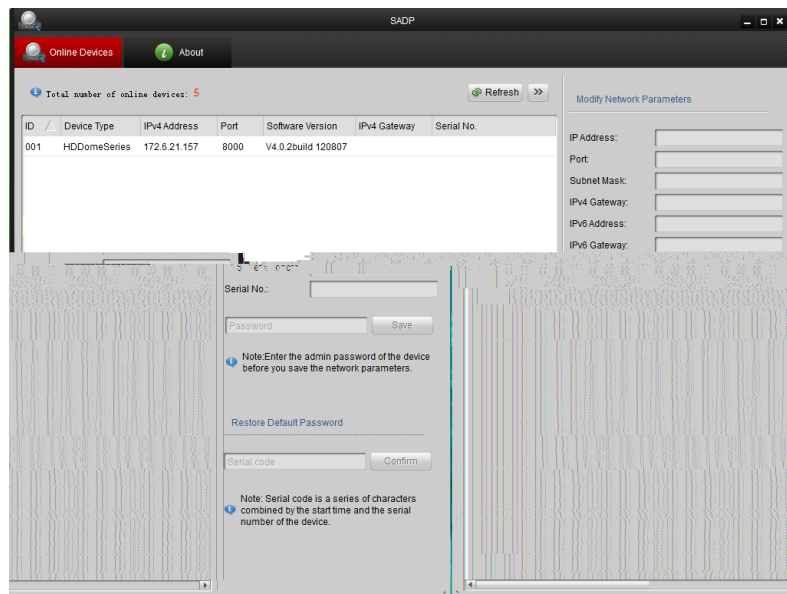 SADP
Online Devices
About
Total number of online devices: 5
Refresh
ID Device Type IPv4 Address Port Software Version IPv4 Gateway Serial No.
001 HDDomeSeries 172.6.21.157 8000 V4.0.2build 120807
Modify Network Parameters
IP Address:
Port:
Subnet Mask:
IPv4 Gateway:
IPv6 Address:
IPv6 Gateway:
Serial No.:
Password
Save
Note:Enter the admin password of the device
before you save the network parameters.
Restore Default Password
Serial code
Confirm
Note: Serial code is a series of characters
combined by the start time and the serial
number of the device.